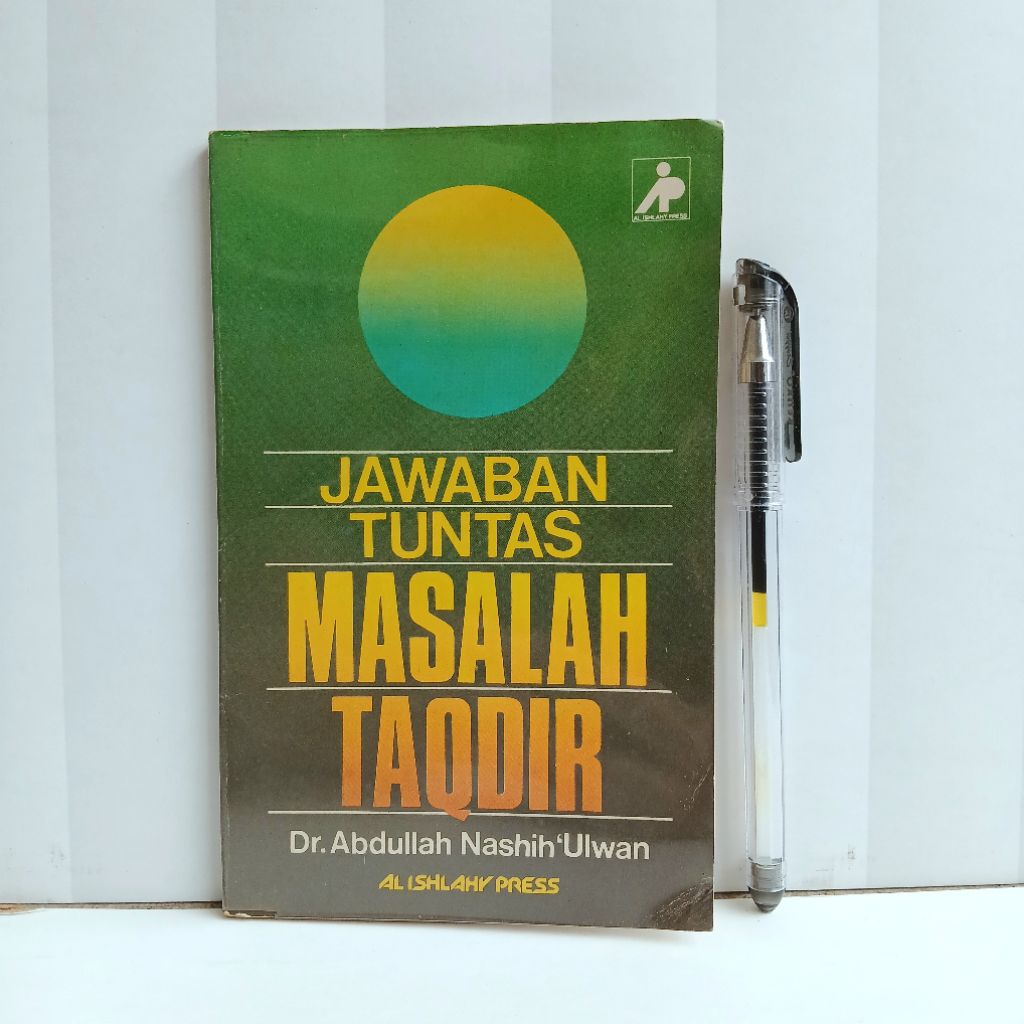 AL ISHLAHY PRESS
JAWABAN
TUNTAS
MASALAH
TAQDIR
Dr. Abdullah Nashih 'Ulwan
AL ISHLAHY PRESS